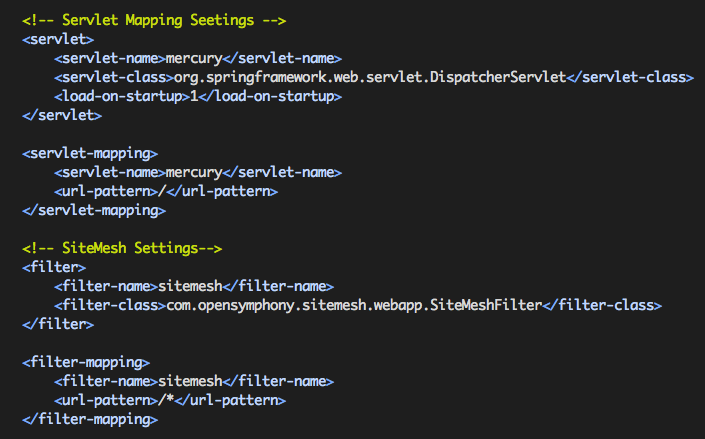 <!-- Servlet Mapping Seetings -->
<servlet>
    <servlet-name>mercury</servlet-name>
    <servlet-class>org.springframework.web.servlet.DispatcherServlet</servlet-class>
    <load-on-startup>1</load-on-startup>
</servlet>

<servlet-mapping>
    <servlet-name>mercury</servlet-name>
    <url-pattern>/</url-pattern>
</servlet-mapping>

<!-- SiteMesh Settings-->
<filter>
    <filter-name>sitemesh</filter-name>
    <filter-class>com.opensymphony.sitemesh.webapp.SiteMeshFilter</filter-class>
</filter>

<filter-mapping>
    <filter-name>sitemesh</filter-name>
    <url-pattern>/*</url-pattern>
</filter-mapping>